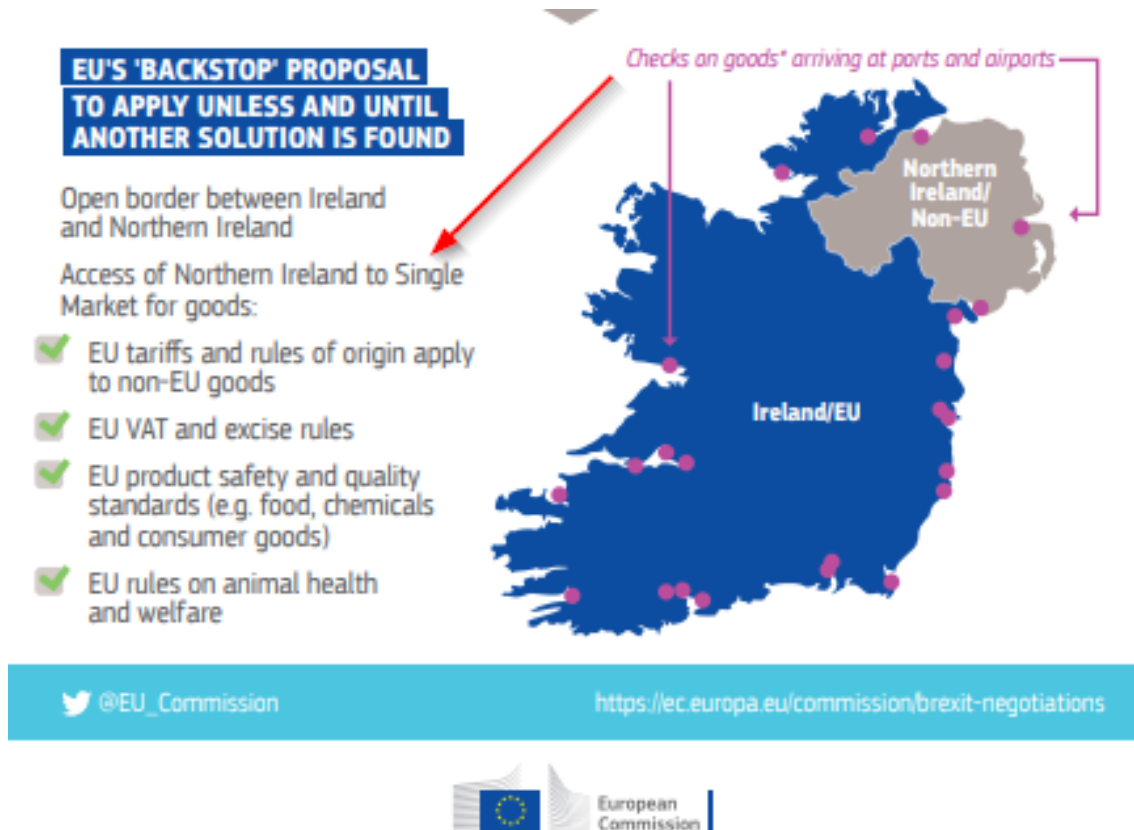 EU'S 'BACKSTOP' PROPOSAL
TO APPLY UNLESS AND UNTIL
ANOTHER SOLUTION IS FOUND
Open border between Ireland
and Northern Ireland
Access of Northern Ireland to Single
Market for goods:
EU tariffs and rules of origin apply
to non-EU goods
EU VAT and excise rules
EU product safety and quality
standards (e.g. food, chemicals
and consumer goods)
EU rules on animal health
and welfare
Checks on goods* arriving at ports and airports
Northern
Ireland/
Non-EU
Ireland/EU
@EU_Commission
https://ec.europa.eu/commission/brexit-negotiations
European
Commission